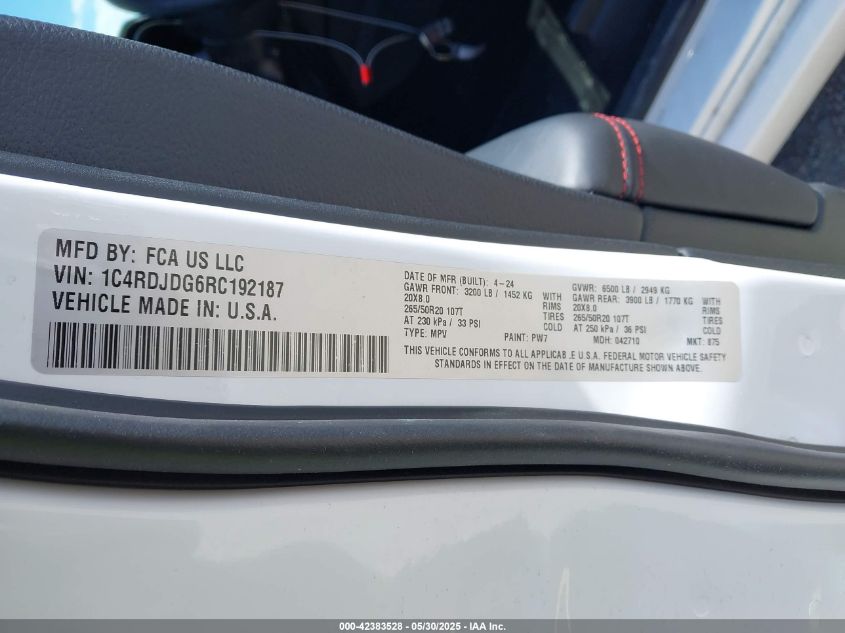 MFD BY: FCA US LLC
VIN: 1C4RDJDG6RC192187
VEHICLE MADE IN: U.S.A.
DATE OF MFR (BUILT): 4-24
GAWR FRONT: 3200 LB / 1452 KG WITH
20X8.0 RIMS
265/50R20 107T TIRES
AT 230 kPa / 33 PSI COLD
TYPE: MPV PAINT: PW7
GVWR: 6500 LB / 2949 KG
GAWR REAR: 3900 LB / 1770 KG WITH
20X8.0 RIMS
265/50R20 107T TIRES
AT 250 kPa / 36 PSI COLD
MDH: 042710 MKT: 875
THIS VEHICLE CONFORMS TO ALL APPLICAB.E U.S.A. FEDERAL MOTOR VEHICLE SAFETY
STANDARDS IN EFFECT ON THE DATE OF MANUFACTURE SHOWN ABOVE.
000-42383528 - 05/30/2025 - IAA Inc.